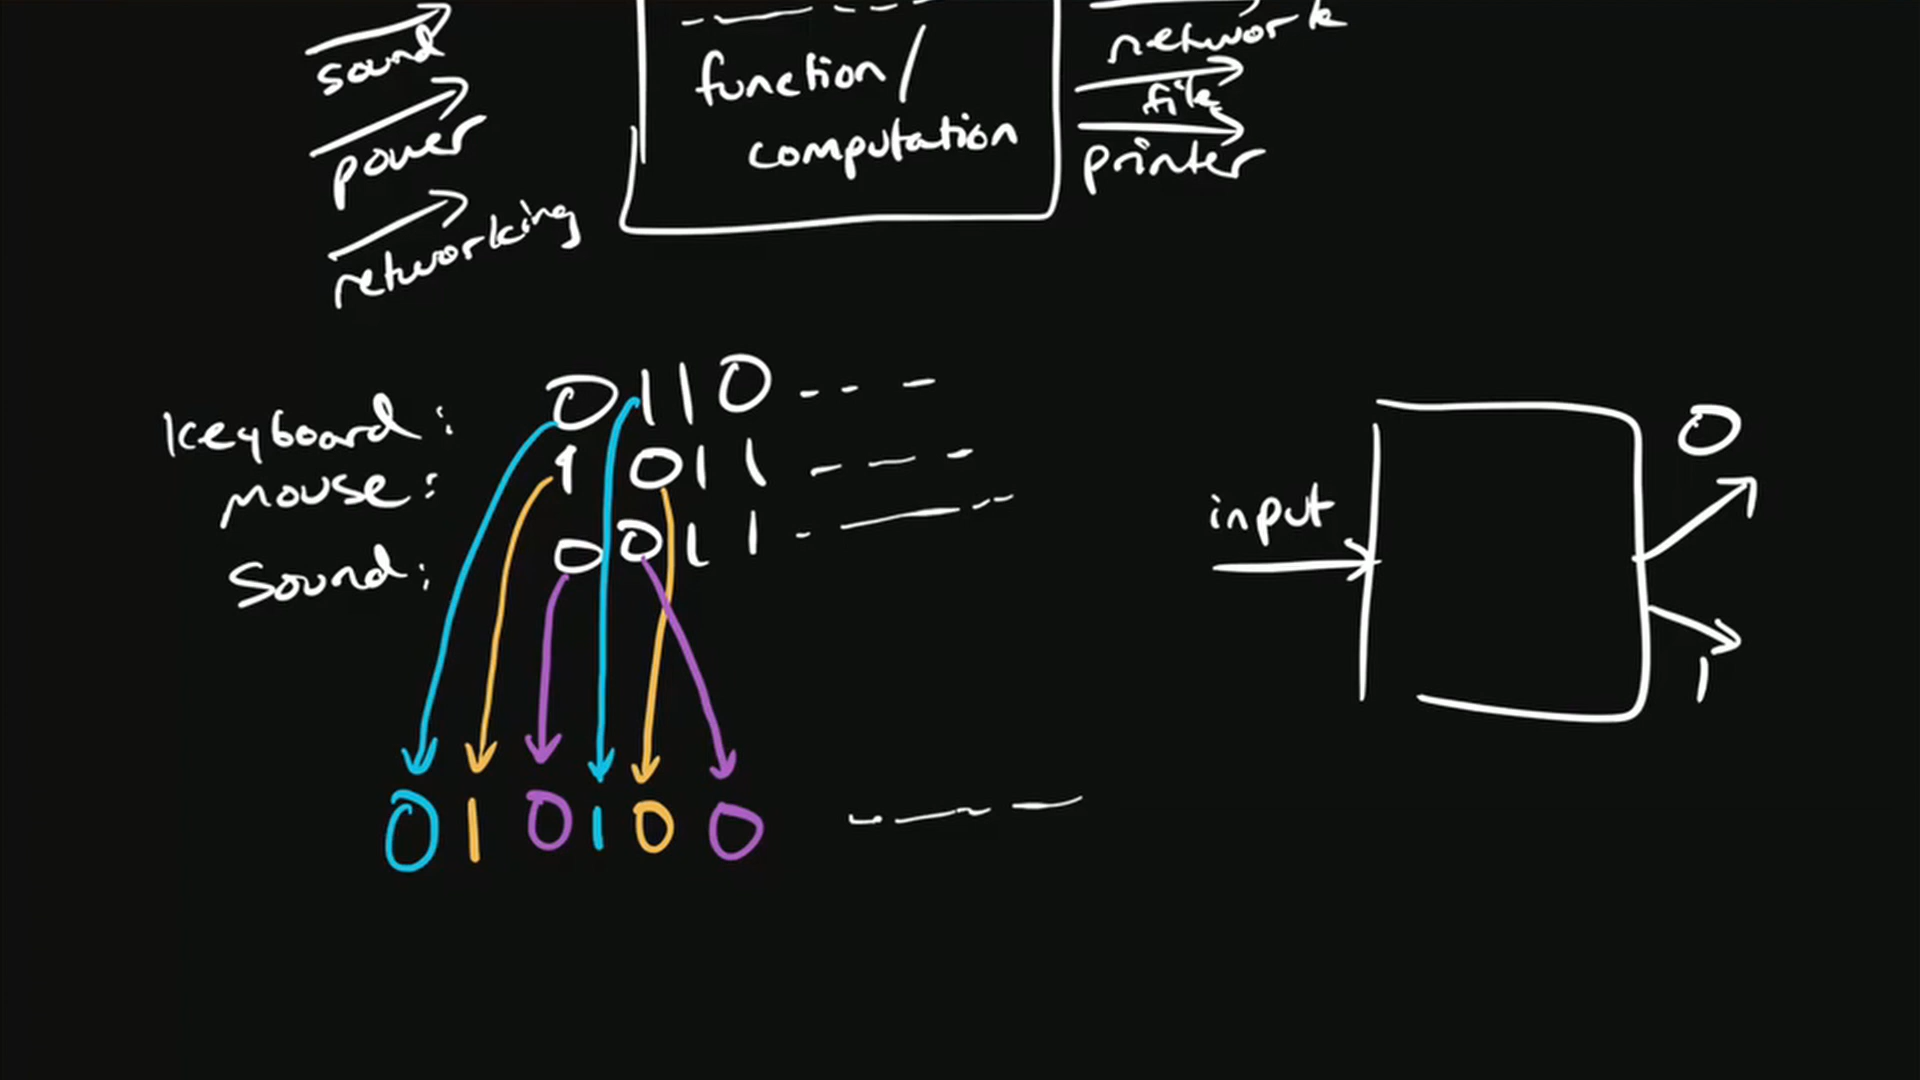 sound
power
networking
function/
computation
network
file
printer
keyboard: 0110 - - -
mouse: 1011 - - -
sound: 0011 - - -
010100 - - -
input
0
1